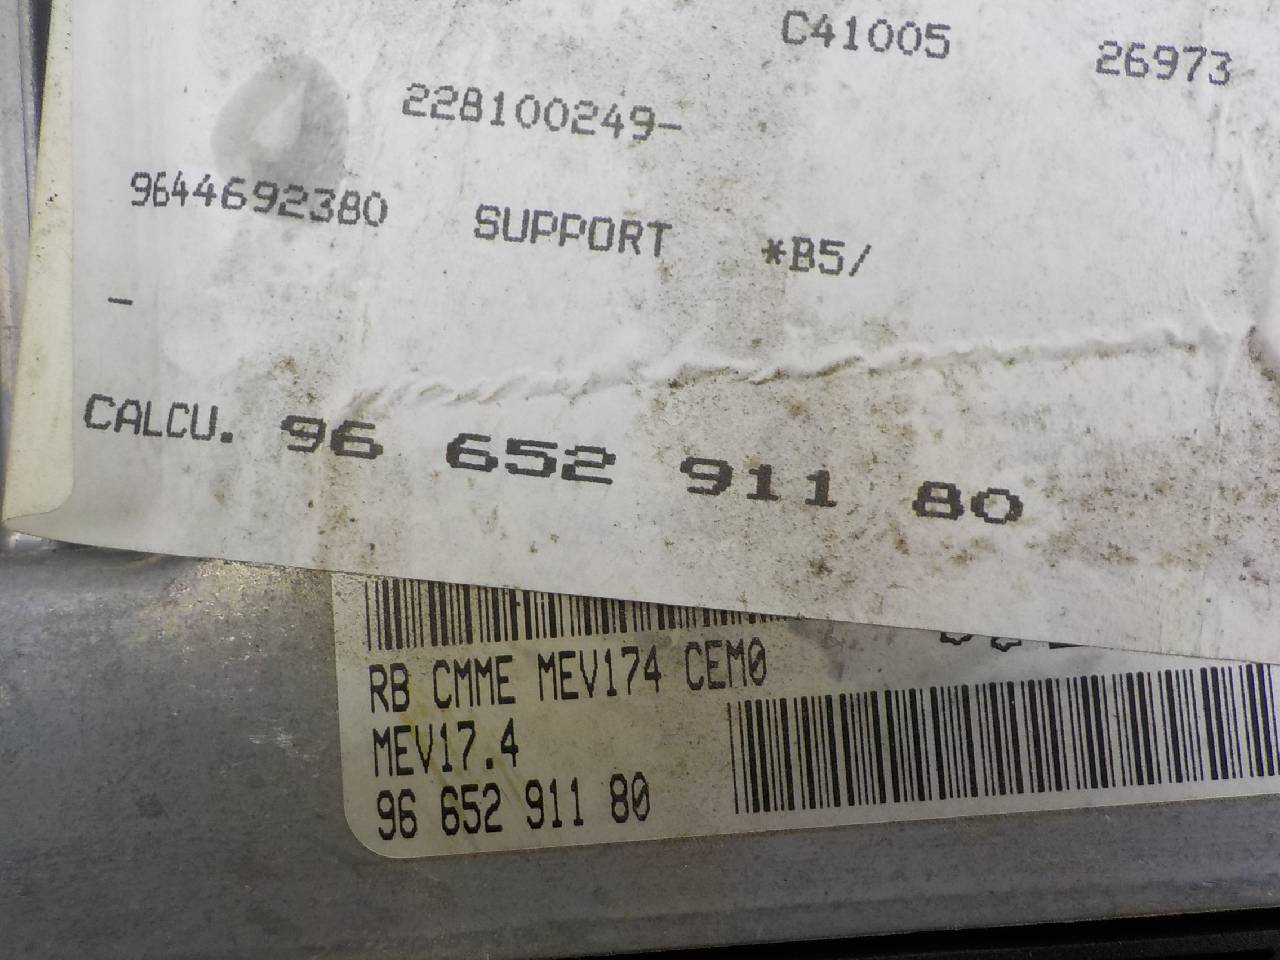 C41005 26973
228100249-
9644692380 SUPPORT *B5/
-
CALCU. 96 652 911 80
RB CMME MEV174 CEM0
MEV17.4
96 652 911 80